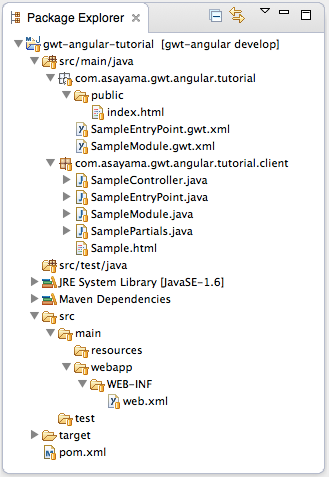 Package Explorer
gwt-angular-tutorial [gwt-angular develop]
src/main/java
com.asayama.gwt.angular.tutorial
public
index.html
SampleEntryPoint.gwt.xml
SampleModule.gwt.xml
com.asayama.gwt.angular.tutorial.client
SampleController.java
SampleEntryPoint.java
SampleModule.java
SamplePartials.java
Sample.html
src/test/java
JRE System Library [JavaSE-1.6]
Maven Dependencies
src
main
resources
webapp
WEB-INF
web.xml
test
target
pom.xml